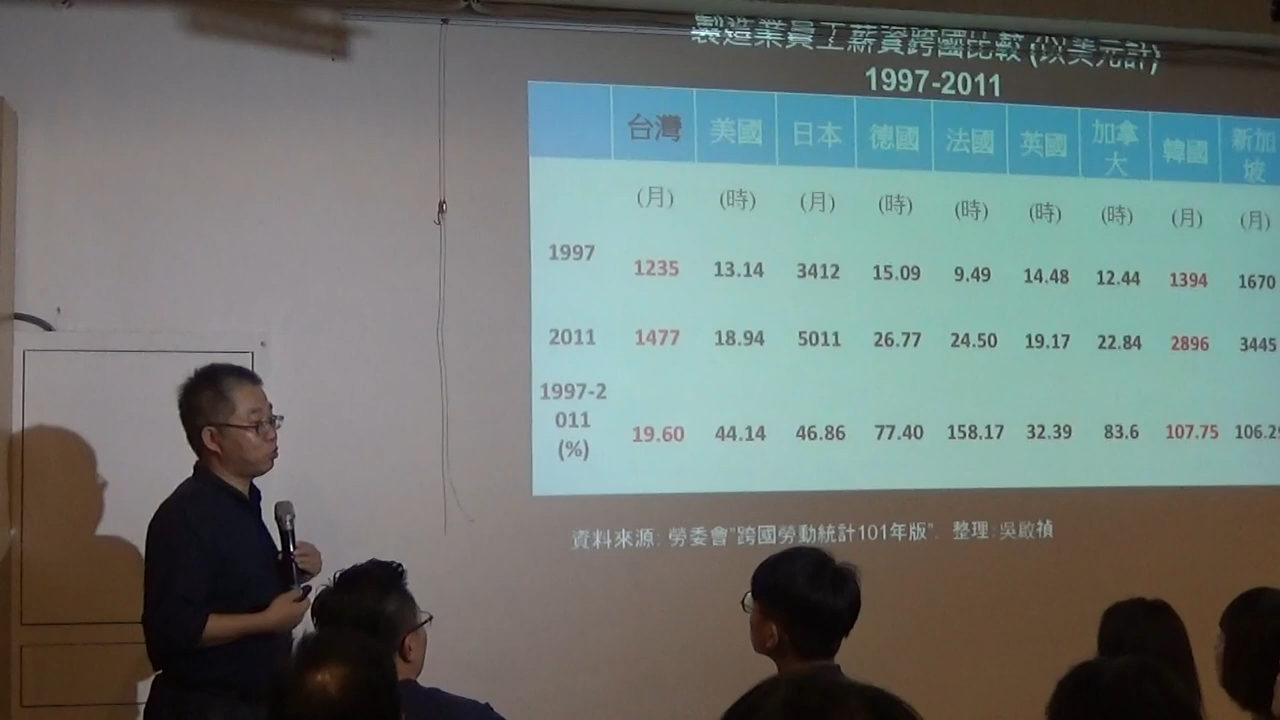 製造業員工薪資跨國比較 (以美元計)
1997-2011
台灣 美國 日本 德國 法國 英國 加拿大 韓國 新加坡
(月) (時) (月) (時) (時) (時) (時) (月) (月)
1997 1235 13.14 3412 15.09 9.49 14.48 12.44 1394 1670
2011 1477 18.94 5011 26.77 24.50 19.17 22.84 2896 3445
1997-2011 (%) 19.60 44.14 46.86 77.40 158.17 32.39 83.6 107.75 106.29
資料來源: 勞委會"跨國勞動統計101年版". 整理: 吳啟禎